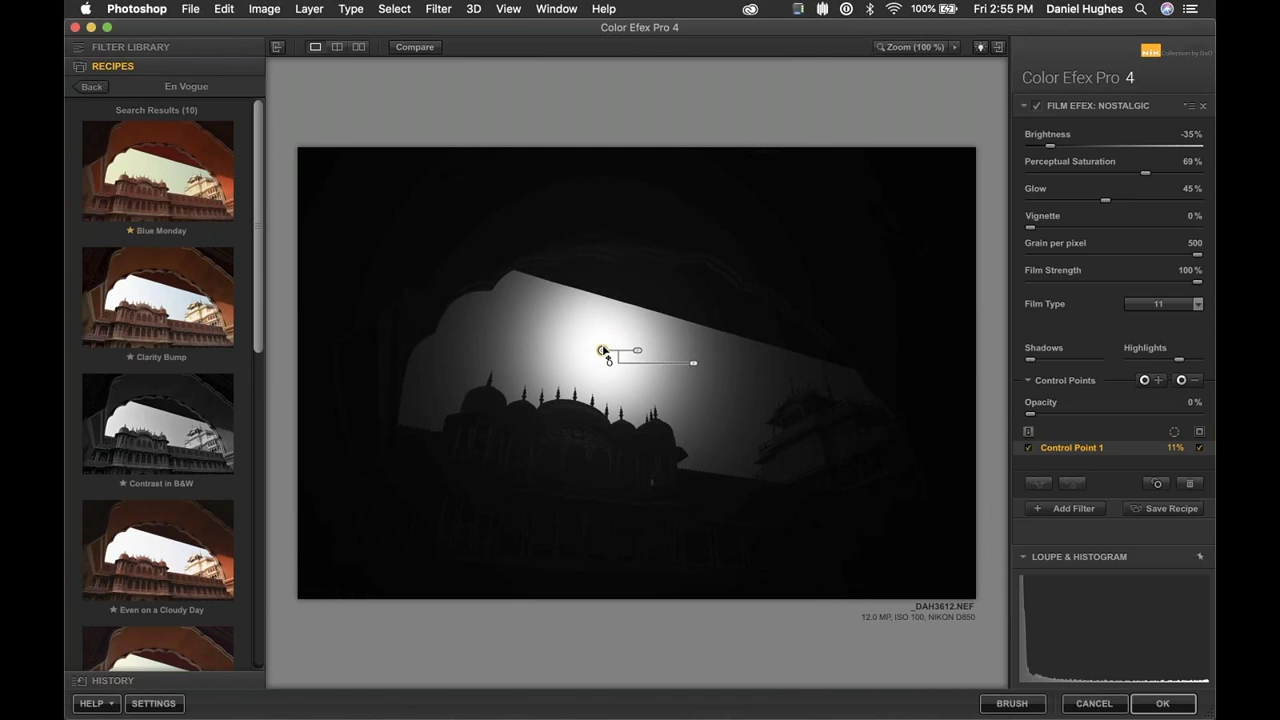 Photoshop File Edit Image Layer Type Select Filter 3D View Window Help 100% Fri 2:55 PM Daniel Hughes
Color Efex Pro 4
FILTER LIBRARY
RECIPES
Back En Vogue
Search Results (10)
Blue Monday
Clarity Bump
Contrast in B&W
Even on a Cloudy Day
HISTORY
HELP SETTINGS
Compare Zoom (100 %)
_DAH3612.NEF
12.0 MP, ISO 100, NIKON D850
nik Collection by DxO
Color Efex Pro 4
FILM EFEX: NOSTALGIC
Brightness -35%
Perceptual Saturation 69 %
Glow 45 %
Vignette 0 %
Grain per pixel 500
Film Strength 100 %
Film Type 11
Shadows Highlights
Control Points
Opacity 0 %
Control Point 1 11%
Add Filter Save Recipe
LOUPE & HISTOGRAM
BRUSH CANCEL OK